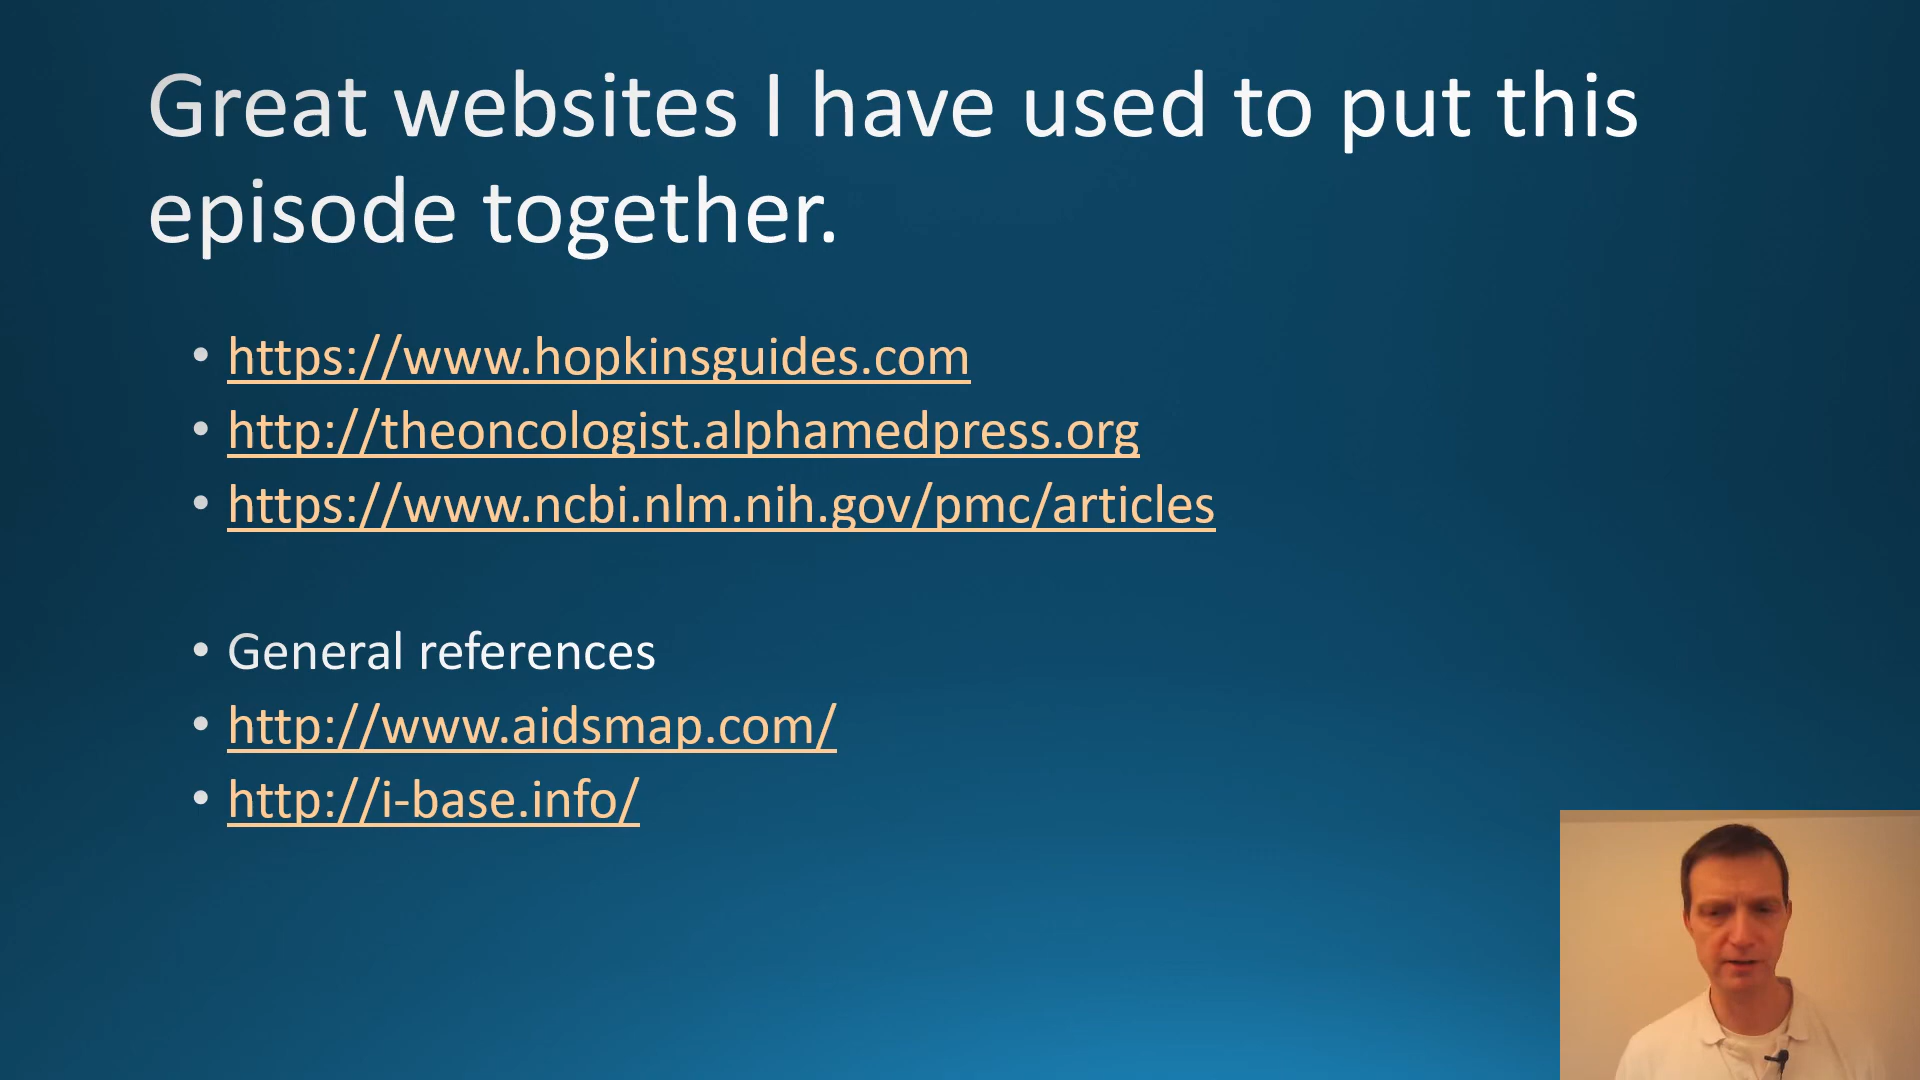 Great websites I have used to put this
episode together.
• https://www.hopkinsguides.com
• http://theoncologist.alphamedpress.org
• https://www.ncbi.nlm.nih.gov/pmc/articles
• General references
• http://www.aidsmap.com/
• http://i-base.info/